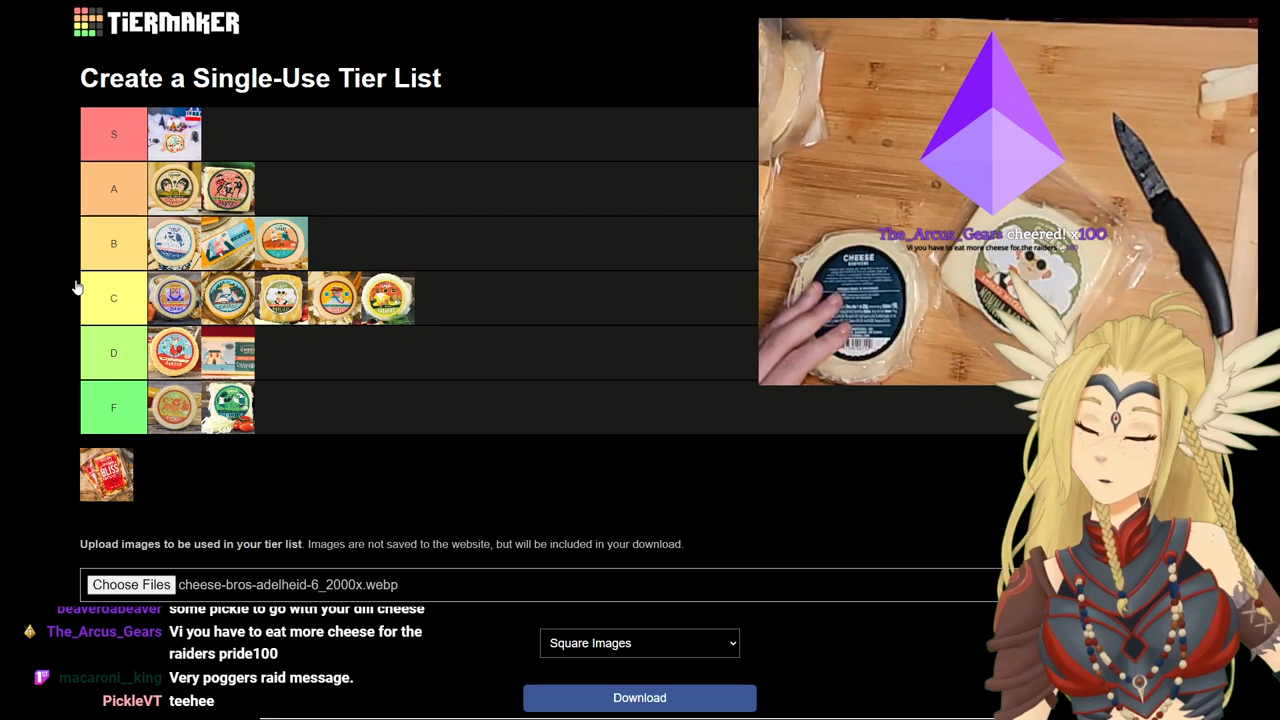 TiERMAKER
Create a Single-Use Tier List
S
A
B
C
D
F
BLISS
The_Arcus_Gears cheered! x100
Vi you have to eat more cheese for the raiders
CHEESE
Upload images to be used in your tier list. Images are not saved to the website, but will be included in your download.
Choose Files cheese-bros-adelheid-6_2000x.webp
beaverdabeaver some pickle to go with your dill cheese
The_Arcus_Gears Vi you have to eat more cheese for the
raiders pride100
macaroni__king Very poggers raid message.
PickleVT teehee
Square Images
Download